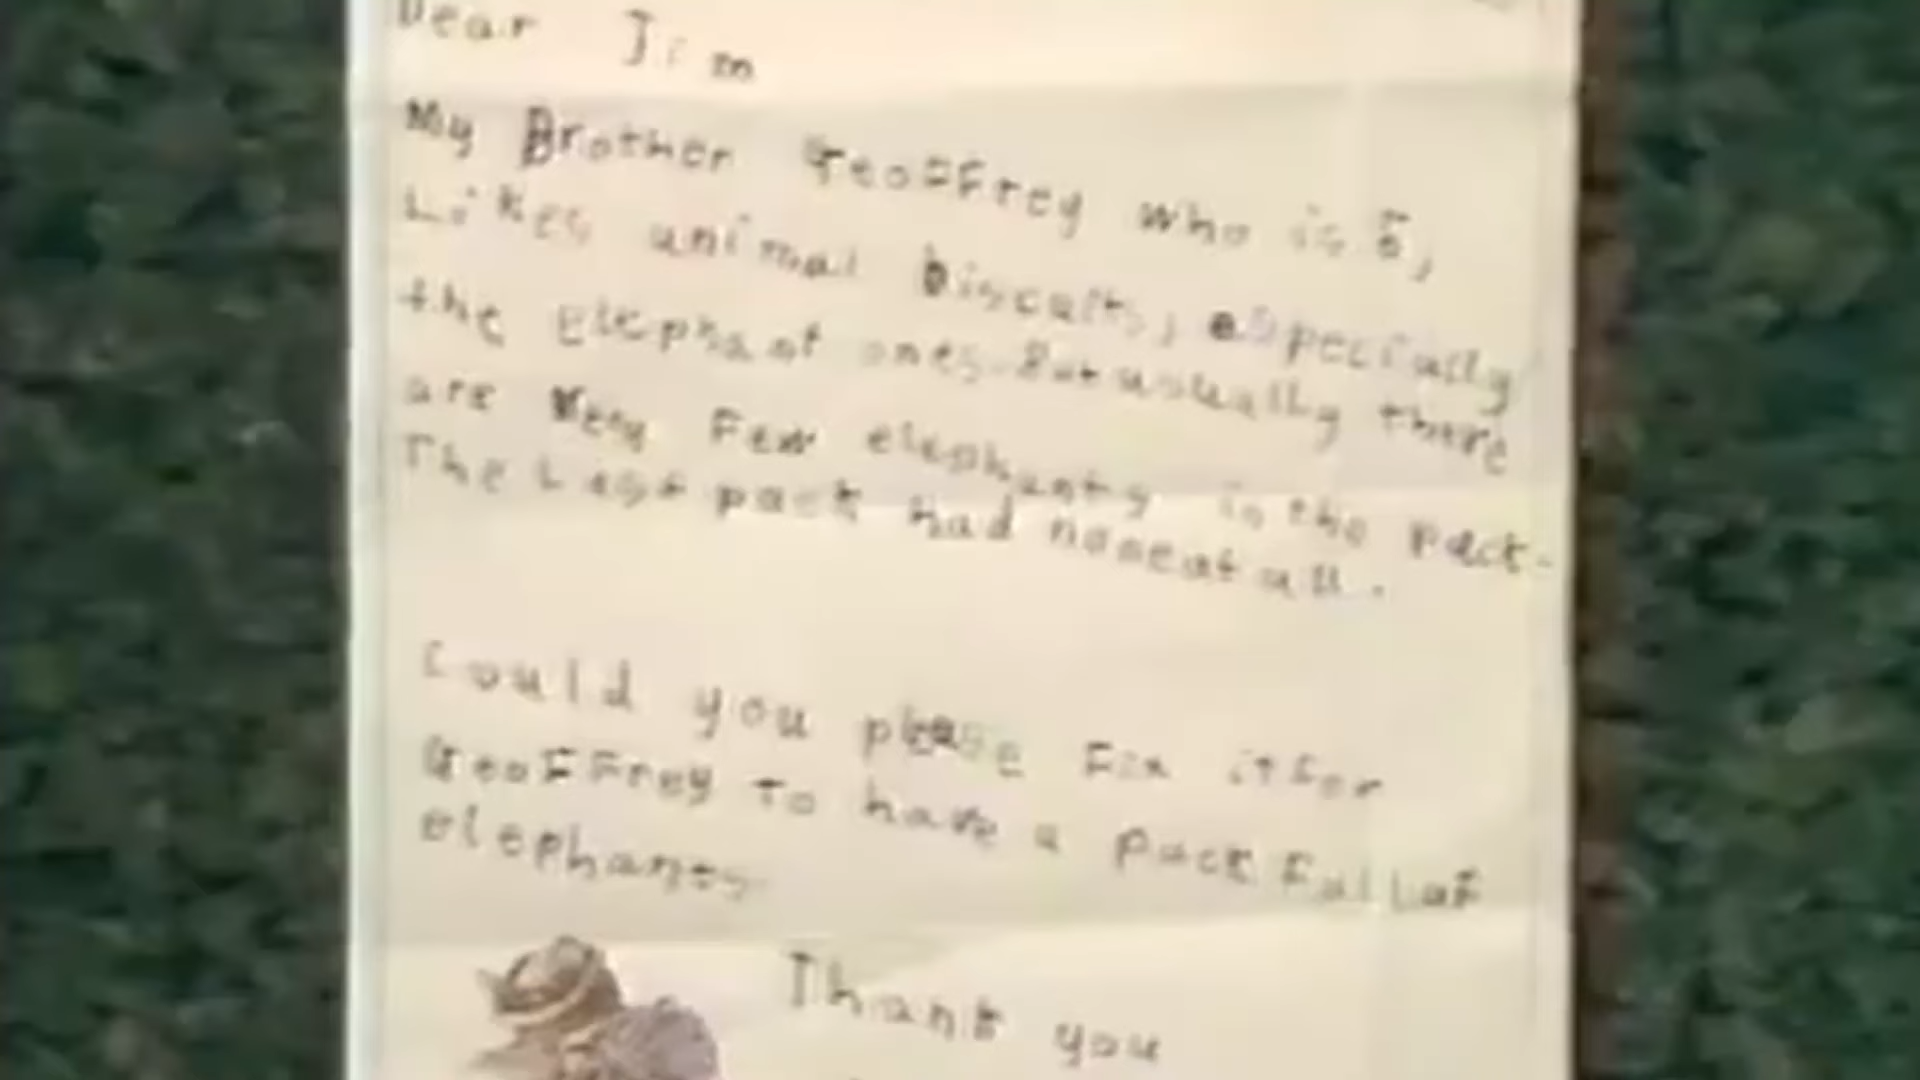 Dear Jim
My Brother Geoffrey who is 5,
Likes animal biscuits, especially
the elephant ones. But usually there
are very few elephants in the pack.
The Last pack had none at all.
Could you please fix it for
Geoffrey To have a pack full of
elephants
Thank you